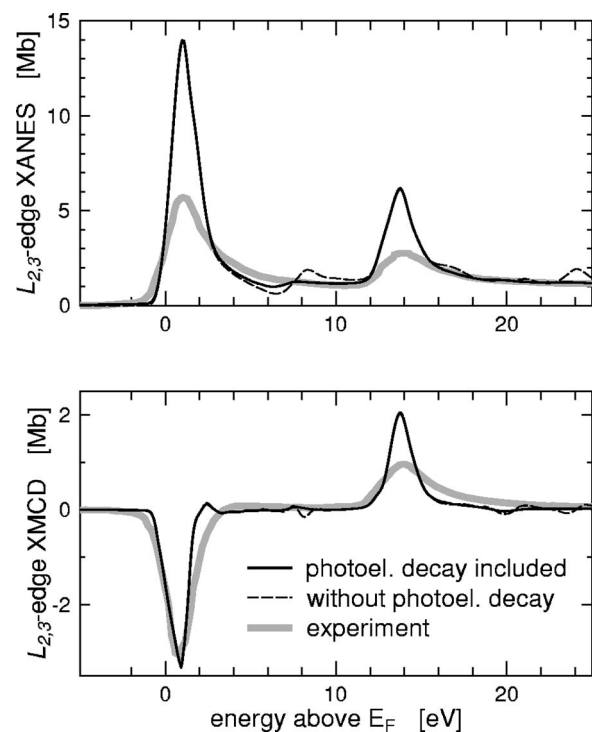 15
10
5
0
L2,3-edge XANES [Mb]
0 10 20
2
0
-2
L2,3-edge XMCD [Mb]
photoel. decay included
without photoel. decay
experiment
0 10 20
energy above EF [eV]